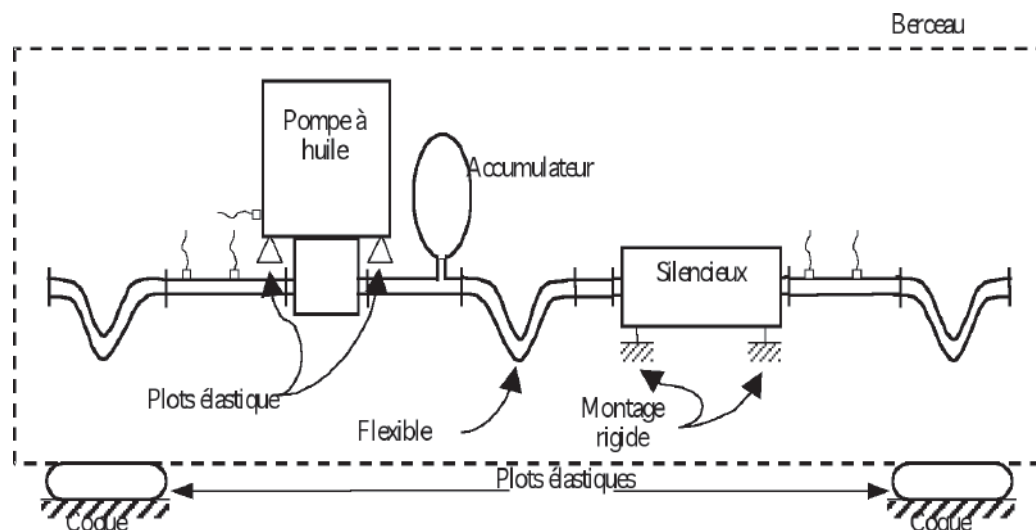 Berceau
Pompe à
huile
Accumulateur
Silencieux
Plots élastique
Flexible
Montage
rigide
Plots élastiques
Coque
Coque